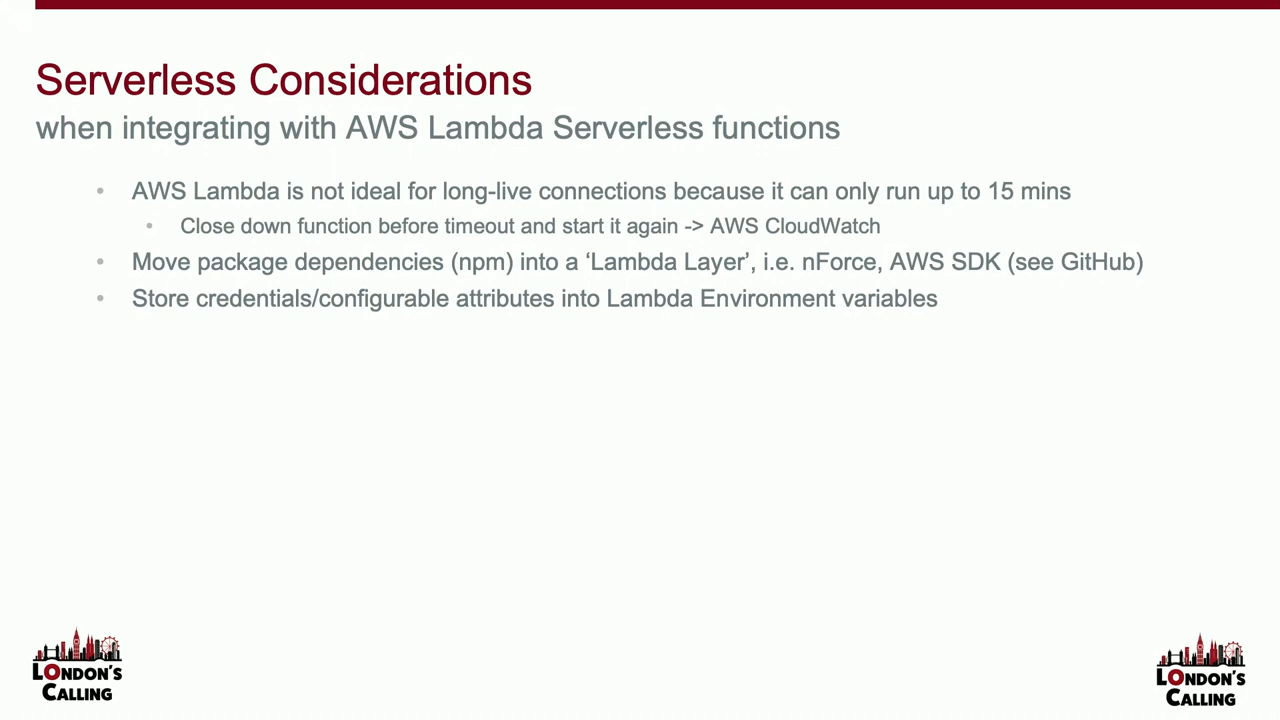 Serverless Considerations
when integrating with AWS Lambda Serverless functions
• AWS Lambda is not ideal for long-live connections because it can only run up to 15 mins
• Close down function before timeout and start it again -> AWS CloudWatch
• Move package dependencies (npm) into a ‘Lambda Layer’, i.e. nForce, AWS SDK (see GitHub)
• Store credentials/configurable attributes into Lambda Environment variables
LONDON'S
CALLING
LONDON'S
CALLING